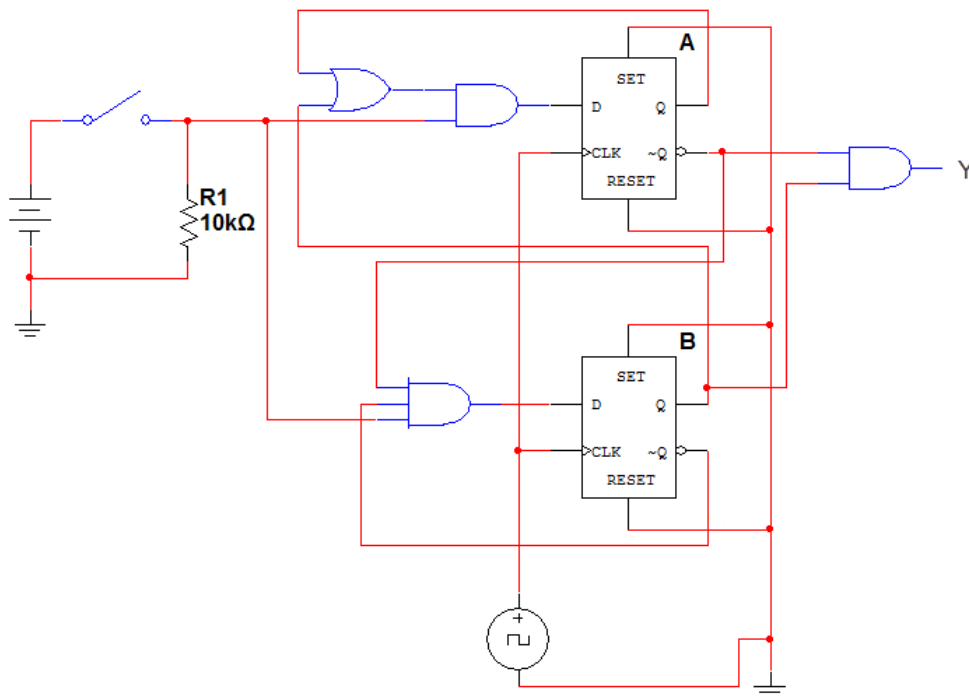 A
SET
D
Q
CLK
~Q
RESET
Y
R1
10kΩ
B
SET
D
Q
CLK
~Q
RESET
+